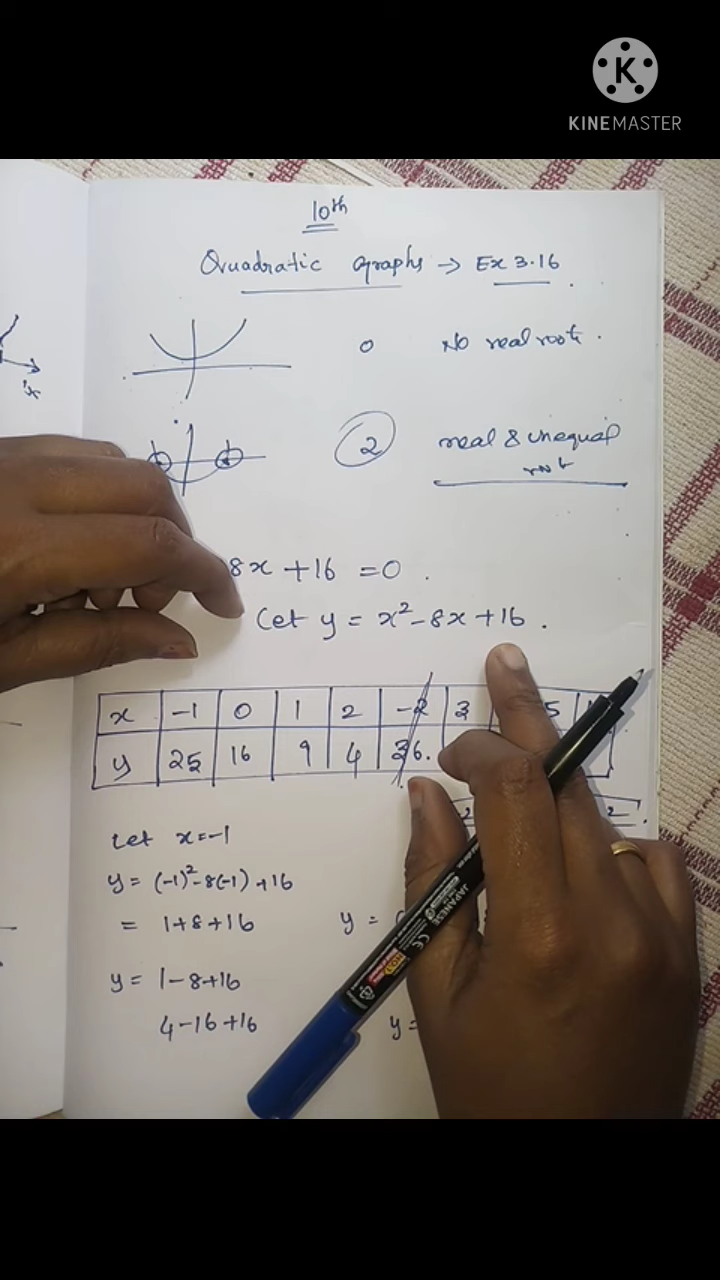 K
KINEMASTER
10th
Quadratic Graphs → Ex 3.16
0 No real roots.
2 real & unequal
8x + 16 = 0.
Let y = x² - 8x + 16.
x -1 0 1 2 -2 3 5
y 25 16 9 4 36.
Let x = -1
y = (-1)² - 8(-1) + 16
= 1 + 8 + 16 y =
y = 1 - 8 + 16
4 - 16 + 16 y =
JAPANESE